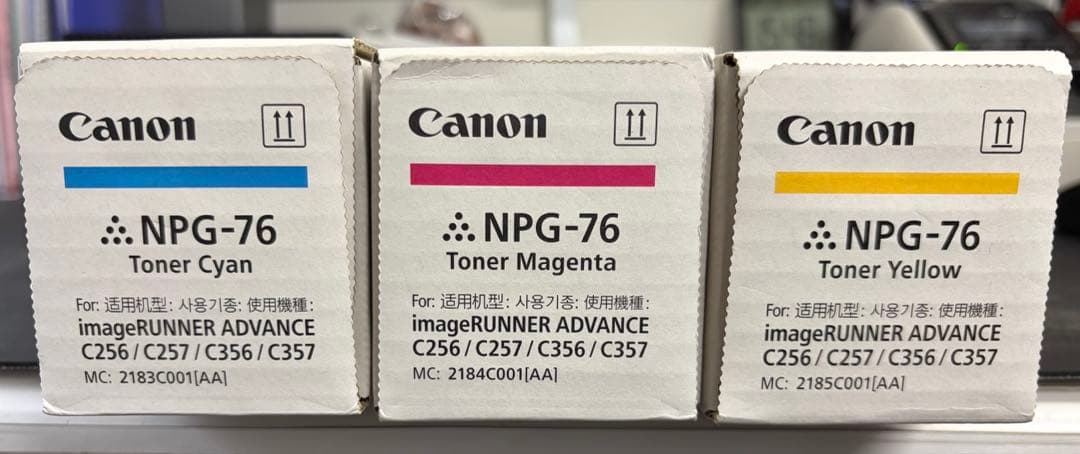 Canon
NPG-76
Toner Cyan
For: 适用机型: 사용기종: 使用機種:
imageRUNNER ADVANCE
C256 / C257 / C356 / C357
MC: 2183C001[AA]
Canon
NPG-76
Toner Magenta
For: 适用机型: 사용기종: 使用機種:
imageRUNNER ADVANCE
C256 / C257 / C356 / C357
MC: 2184C001[AA]
Canon
NPG-76
Toner Yellow
For: 适用机型: 사용기종: 使用機種:
imageRUNNER ADVANCE
C256 / C257 / C356 / C357
MC: 2185C001[AA]